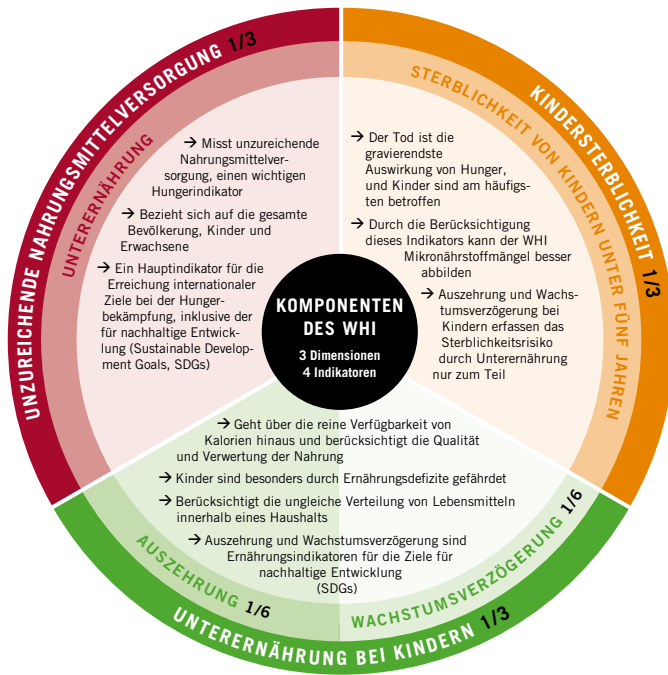 UNZUREICHENDE NAHRUNGSMITTELVERSORGUNG 1/3
UNTERERNÄHRUNG
→ Misst unzureichende
Nahrungsmittelver-
sorgung, einen wichtigen
Hungerindikator
→ Bezieht sich auf die gesamte
Bevölkerung, Kinder und
Erwachsene
→ Ein Hauptindikator für die
Erreichung internationaler
Ziele bei der Hunger-
bekämpfung, inklusive der
für nachhaltige Entwick-
lung (Sustainable Develop-
ment Goals, SDGs)
KINDERSTERBLICHKEIT 1/3
STERBLICHKEIT VON KINDERN UNTER FÜNF JAHREN
→ Der Tod ist die
gravierendste
Auswirkung von Hunger,
und Kinder sind am häufigs-
ten betroffen
→ Durch die Berücksichtigung
dieses Indikators kann der WHI
Mikronährstoffmängel besser
abbilden
→ Auszehrung und Wachs-
tumsverzögerung bei
Kindern erfassen das
Sterblichkeitsrisiko
durch Unterernährung
nur zum Teil
KOMPONENTEN
DES WHI
3 Dimensionen
4 Indikatoren
→ Geht über die reine Verfügbarkeit von
Kalorien hinaus und berücksichtigt die Qualität
und Verwertung der Nahrung
→ Kinder sind besonders durch Ernährungsdefizite gefährdet
→ Berücksichtigt die ungleiche Verteilung von Lebensmitteln
innerhalb eines Haushalts
→ Auszehrung und Wachstumsverzögerung sind
Ernährungsindikatoren für die Ziele für
nachhaltige Entwicklung
(SDGs)
AUSZEHRUNG 1/6
WACHSTUMSVERZÖGERUNG 1/6
UNTERERNÄHRUNG BEI KINDERN 1/3